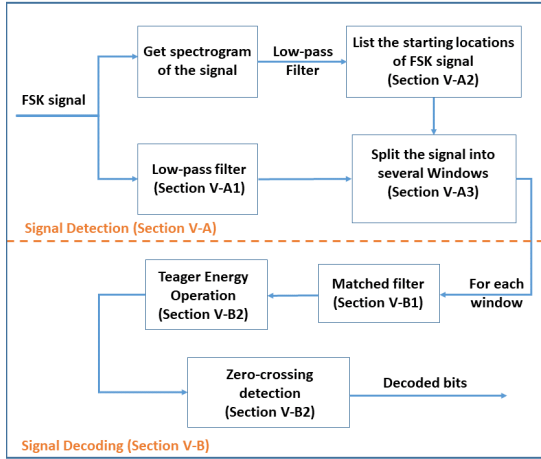 Get spectrogram
of the signal
Low-pass
Filter
List the starting locations
of FSK signal
(Section V-A2)
FSK signal
Low-pass filter
(Section V-A1)
Split the signal into
several Windows
(Section V-A3)
Signal Detection (Section V-A)
Teager Energy
Operation
(Section V-B2)
Matched filter
(Section V-B1)
For each
window
Zero-crossing
detection
(Section V-B2)
Decoded bits
Signal Decoding (Section V-B)